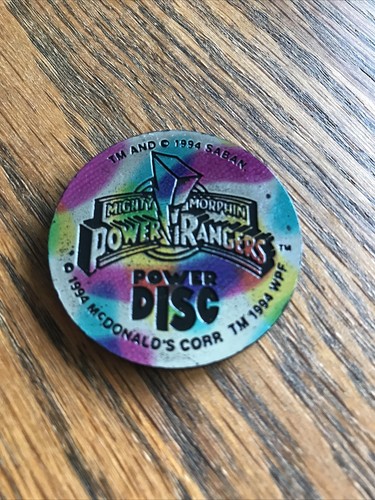 TM AND © 1994 SABAN
MIGHTY MORPHIN
POWER RANGERS TM
POWER
DISC
© 1994 McDONALD'S CORP. TM 1994 WPF